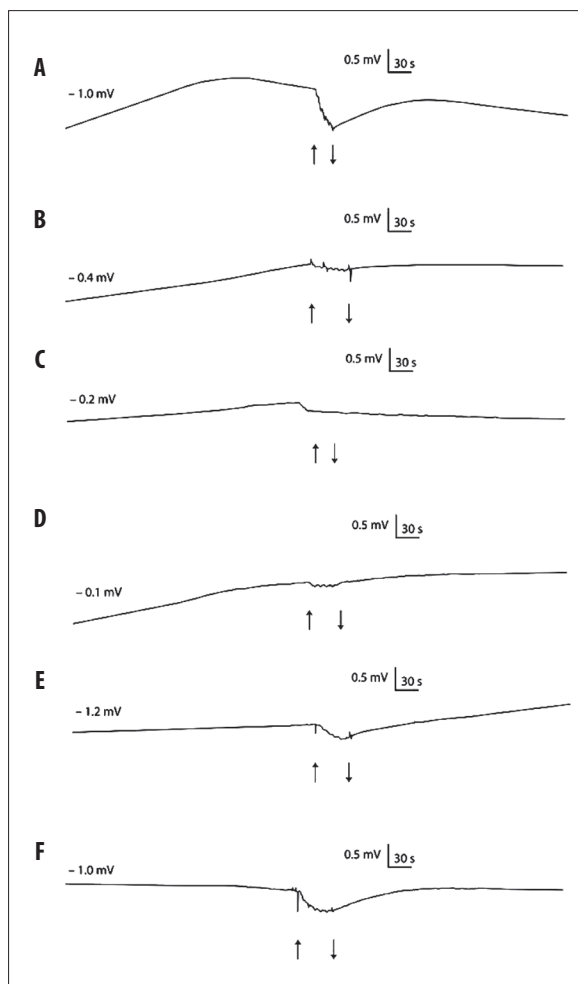 A
0.5 mV 30 s
– 1.0 mV
B
0.5 mV 30 s
– 0.4 mV
C
0.5 mV 30 s
– 0.2 mV
D
0.5 mV 30 s
– 0.1 mV
E
0.5 mV 30 s
– 1.2 mV
F
0.5 mV 30 s
– 1.0 mV